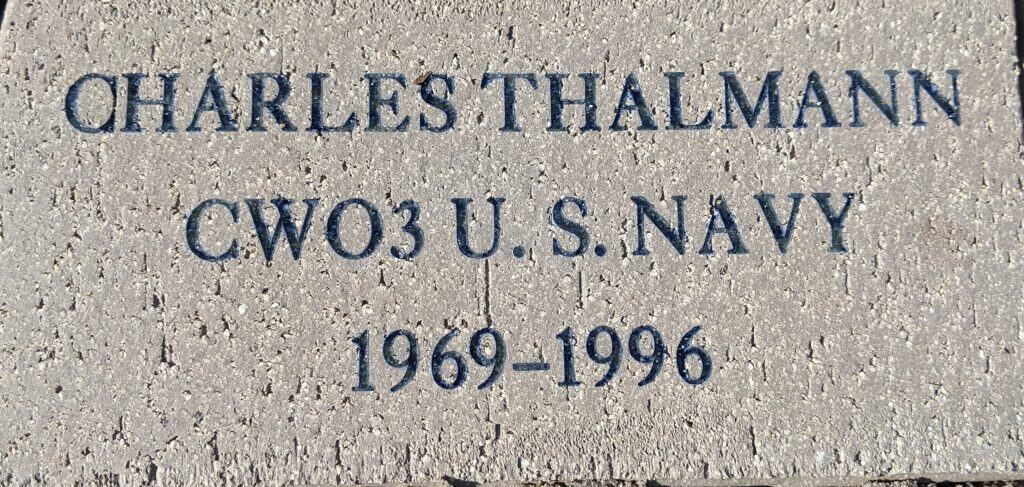 CHARLES THALMANN
CWO3 U. S. NAVY
1969–1996